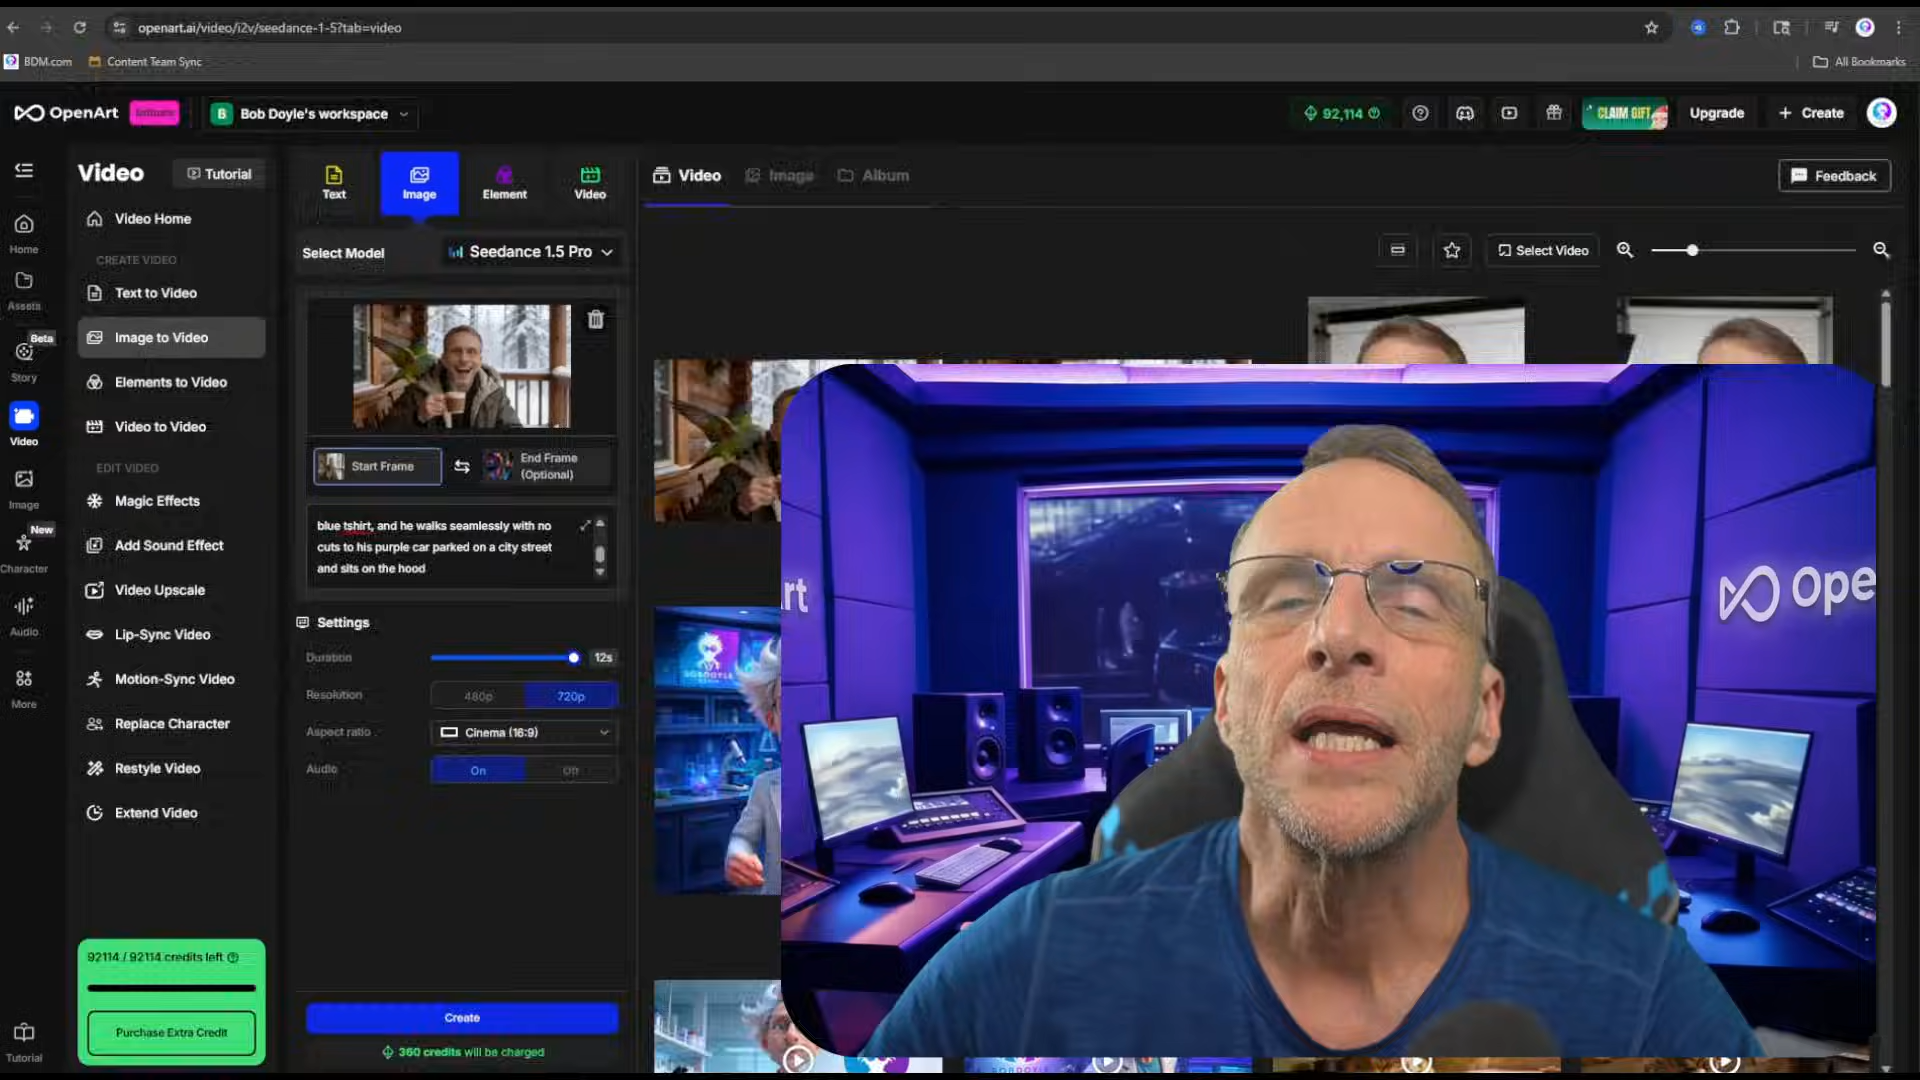 openart.ai/video/i2v/seedance-1-5?tab=video
BDM.com
Content Team Sync
All Bookmarks
OpenArt
B Bob Doyle's workspace
92,114
CLAIM GIFT
Upgrade
+ Create
Video
Tutorial
Video Home
CREATE VIDEO
Text to Video
Image to Video
Elements to Video
Video to Video
EDIT VIDEO
Magic Effects
Add Sound Effect
Video Upscale
Lip-Sync Video
Motion-Sync Video
Replace Character
Restyle Video
Extend Video
92114 / 92114 credits left
Purchase Extra Credit
Home
Assets
Beta
Story
Video
Image
New
Character
Audio
More
Tutorial
Text
Image
Element
Video
Select Model
Seedance 1.5 Pro
Start Frame
End Frame
(Optional)
blue tshirt, and he walks seamlessly with no
cuts to his purple car parked on a city street
and sits on the hood
Settings
Duration
12s
Resolution
480p
720p
Aspect ratio
Cinema (16:9)
Audio
On
Off
Create
360 credits will be charged
Video
Image
Album
Feedback
Select Video
rt
Ope